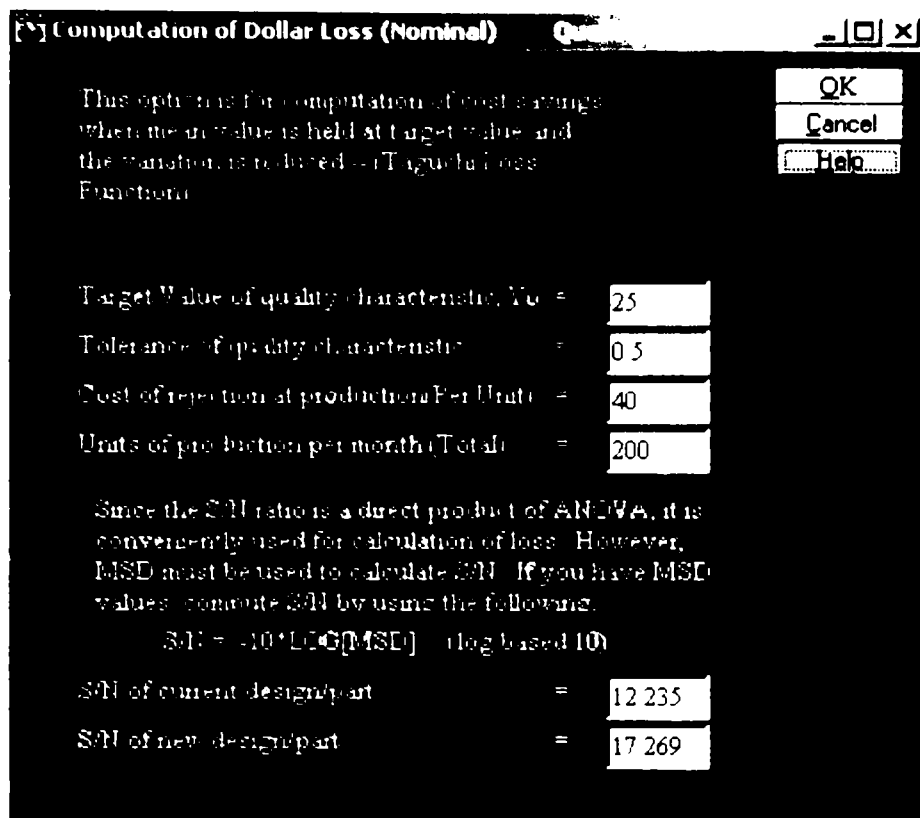 Computation of Dollar Loss (Nominal)
OK
Cancel
Help
This option is for computation of cost savings
when mean value is held at target value and
the variation is reduced -- (Taguchi Loss
Function)
Target Value of quality characteristic, Yo = 25
Tolerance of quality characteristic = 0.5
Cost of rejection at production(Per Unit) = 40
Units of production per month (Total) = 200
Since the S/N ratio is a direct product of ANOVA, it is
conveniently used for calculation of loss. However,
MSD must be used to calculate S/N. If you have MSD
values, compute S/N by using the following.
S/N = -10*LOG[MSD] (log based 10)
S/N of current design/part = 12.235
S/N of new design/part = 17.269